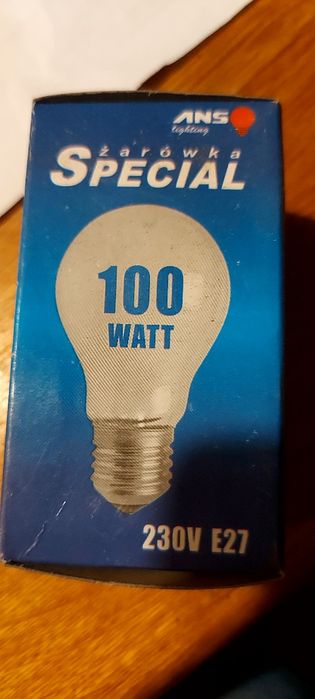 ANS
lighting
żarówka
SPECIAL
100
WATT
230V E27